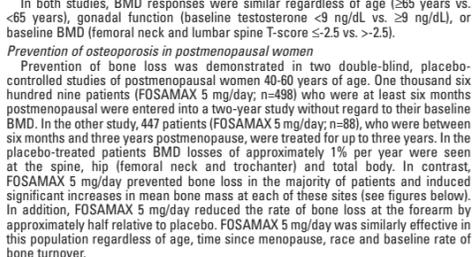 In both studies, BMD responses were similar regardless of age (≥65 years vs.
<65 years), gonadal function (baseline testosterone <9 ng/dL vs. ≥9 ng/dL), or
baseline BMD (femoral neck and lumbar spine T-score ≤-2.5 vs. >-2.5).
Prevention of osteoporosis in postmenopausal women
Prevention of bone loss was demonstrated in two double-blind, placebo-
controlled studies of postmenopausal women 40-60 years of age. One thousand six
hundred nine patients (FOSAMAX 5 mg/day; n=498) who were at least six months
postmenopausal were entered into a two-year study without regard to their baseline
BMD. In the other study, 447 patients (FOSAMAX 5 mg/day; n=88), who were between
six months and three years postmenopause, were treated for up to three years. In the
placebo-treated patients BMD losses of approximately 1% per year were seen
at the spine, hip (femoral neck and trochanter) and total body. In contrast,
FOSAMAX 5 mg/day prevented bone loss in the majority of patients and induced
significant increases in mean bone mass at each of these sites (see figures below).
In addition, FOSAMAX 5 mg/day reduced the rate of bone loss at the forearm by
approximately half relative to placebo. FOSAMAX 5 mg/day was similarly effective in
this population regardless of age, time since menopause, race and baseline rate of
bone turnover.